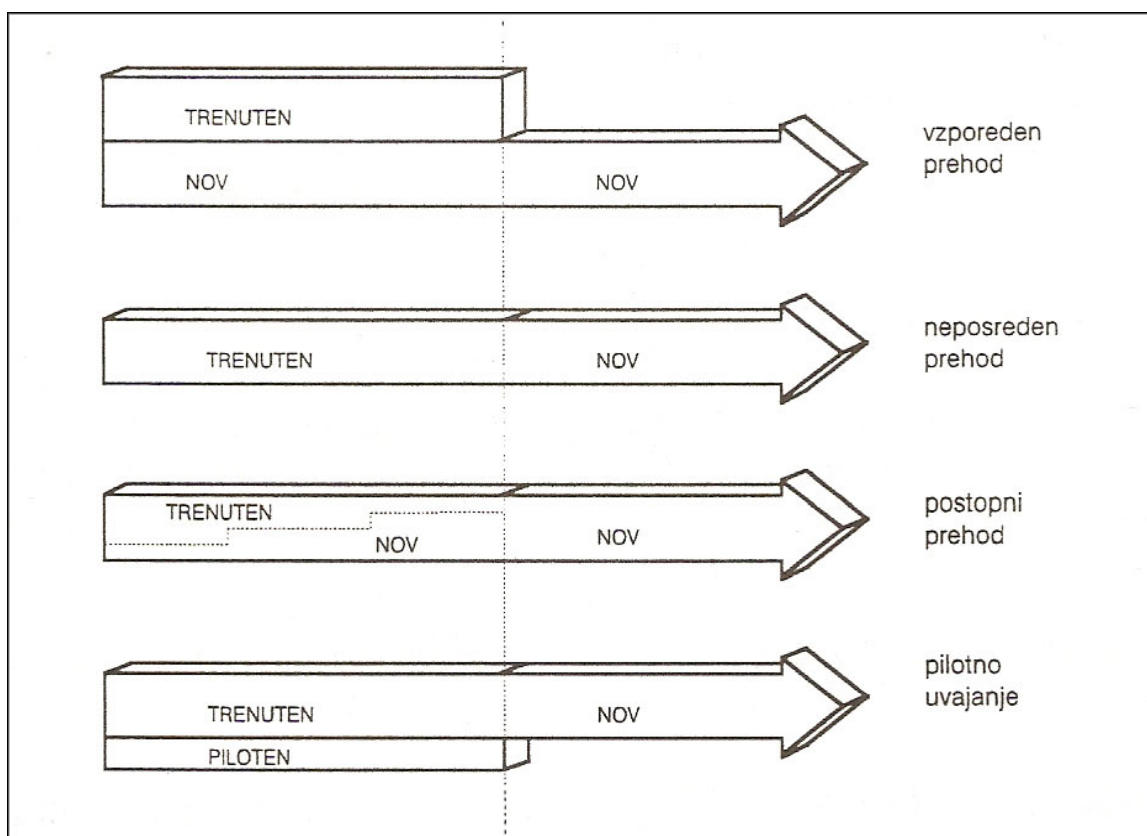 TRENUTEN
NOV
NOV
vzporeden
prehod
TRENUTEN
NOV
neposreden
prehod
TRENUTEN
NOV
NOV
postopni
prehod
TRENUTEN
NOV
PILOTEN
pilotno
uvajanje